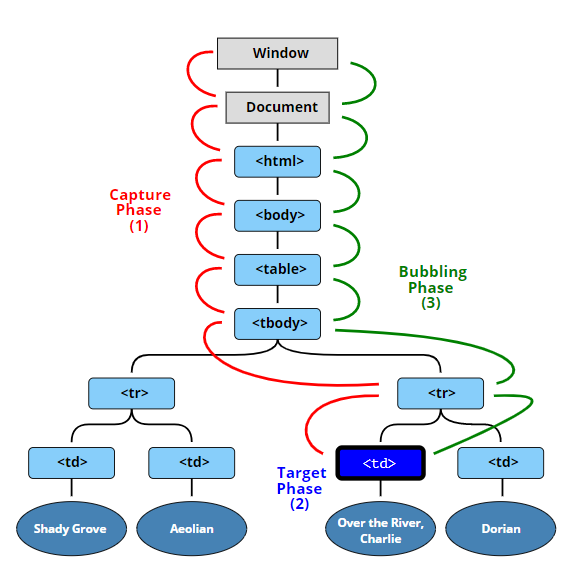 Window
Document
<html>
Capture
Phase
(1)
<body>
<table>
Bubbling
Phase
(3)
<tbody>
<tr>
<tr>
<td>
<td>
<td>
<td>
Target
Phase
(2)
Shady Grove
Aeolian
Over the River,
Charlie
Dorian